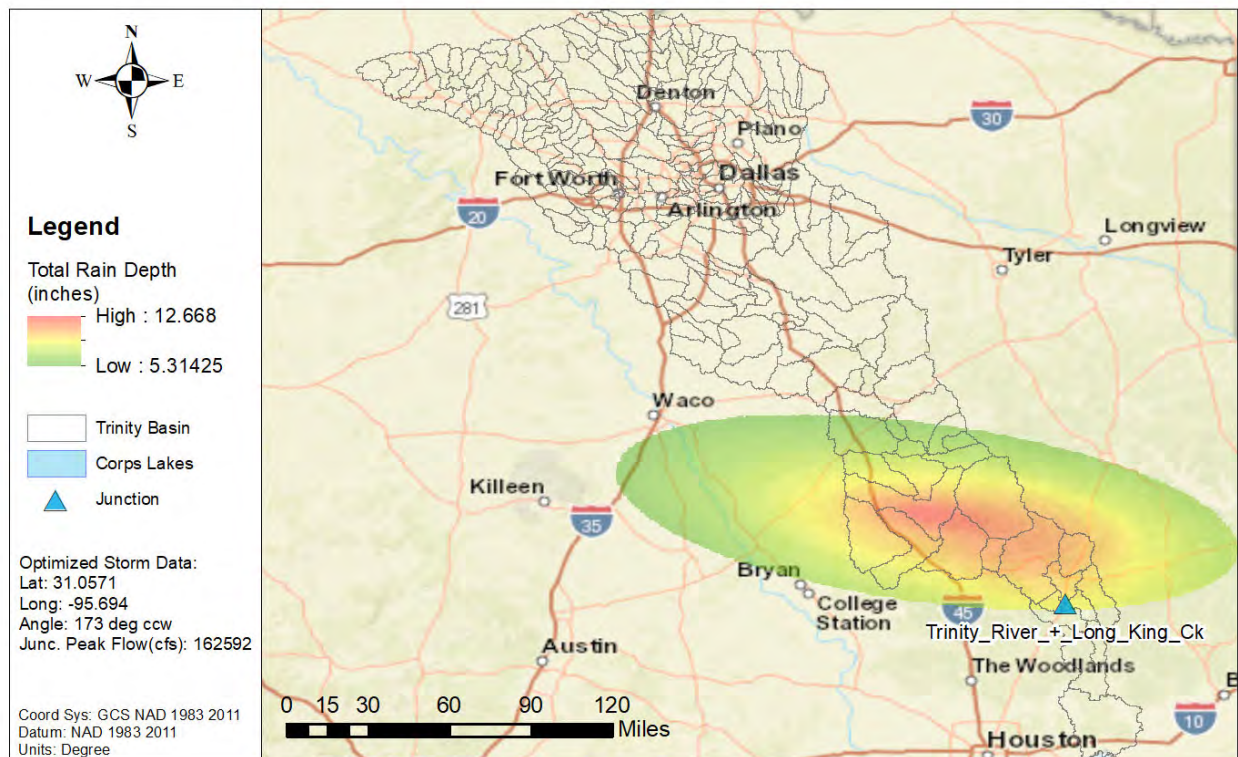 N
W E
S
Legend
Total Rain Depth
(inches)
High : 12.668
Low : 5.31425
Trinity Basin
Corps Lakes
Junction
Optimized Storm Data:
Lat: 31.0571
Long: -95.694
Angle: 173 deg ccw
Junc. Peak Flow(cfs): 162592
Coord Sys: GCS NAD 1983 2011
Datum: NAD 1983 2011
Units: Degree
Denton
30
Plano
Fort Worth
Dallas
Arlington
20
Longview
Tyler
281
Waco
Killeen
35
Bryan
College
Station
45
Trinity_River_+_Long_King_Ck
Austin
The Woodlands
B
10
Houston
0 15 30 60 90 120
Miles